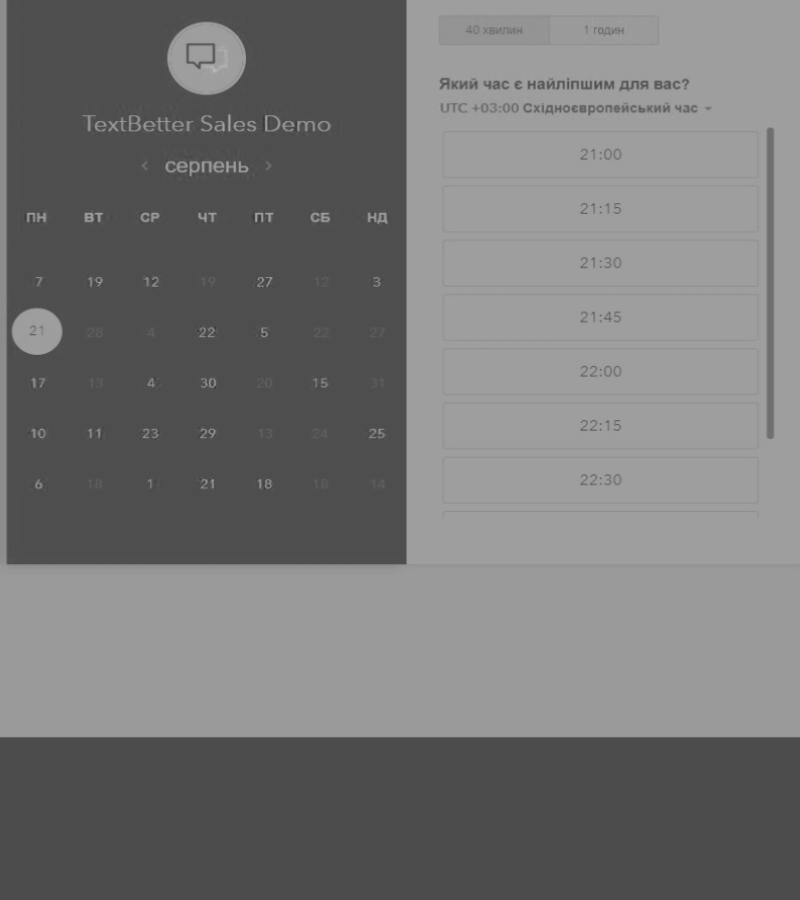 TextBetter Sales Demo
‹ серпень ›
ПН ВТ СР ЧТ ПТ СБ НД
7 19 12 19 27 12 3
21 28 4 22 5 22 27
17 13 4 30 20 15 31
10 11 23 29 13 24 25
6 18 1 21 18 18 14
40 хвилин 1 годин
Який час є найліпшим для вас?
UTC +03:00 Східноєвропейський час
21:00
21:15
21:30
21:45
22:00
22:15
22:30